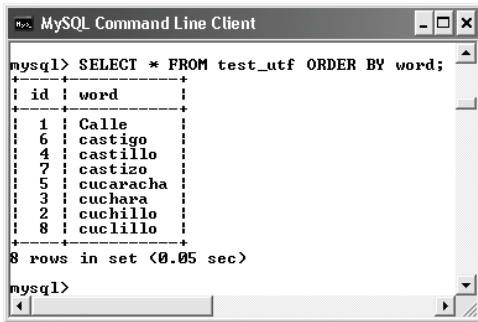 MySQL Command Line Client
mysql> SELECT * FROM test_utf ORDER BY word;
+----+-----------+
| id | word      |
+----+-----------+
| 1 | Calle |
| 6 | castigo |
| 4 | castillo |
| 7 | castizo |
| 5 | cucaracha |
| 3 | cuchara |
| 2 | cuchillo |
| 8 | cuclillo |
+----+-----------+
8 rows in set (0.05 sec)
mysql>